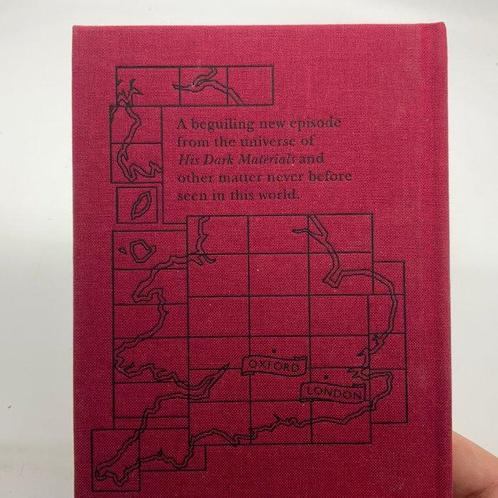 A beguiling new episode
from the universe of
His Dark Materials and
other matter never before
seen in this world.
OXFORD
LONDON